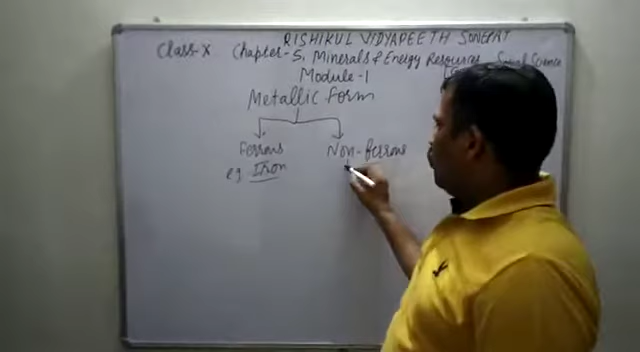 RISHIKUL VIDYAPEETH SONEPAT
Class-X Chapter-5, Minerals & Energy Resources Social Science
Module-1
Metallic Form
Ferrous Non-ferrous
eg Iron